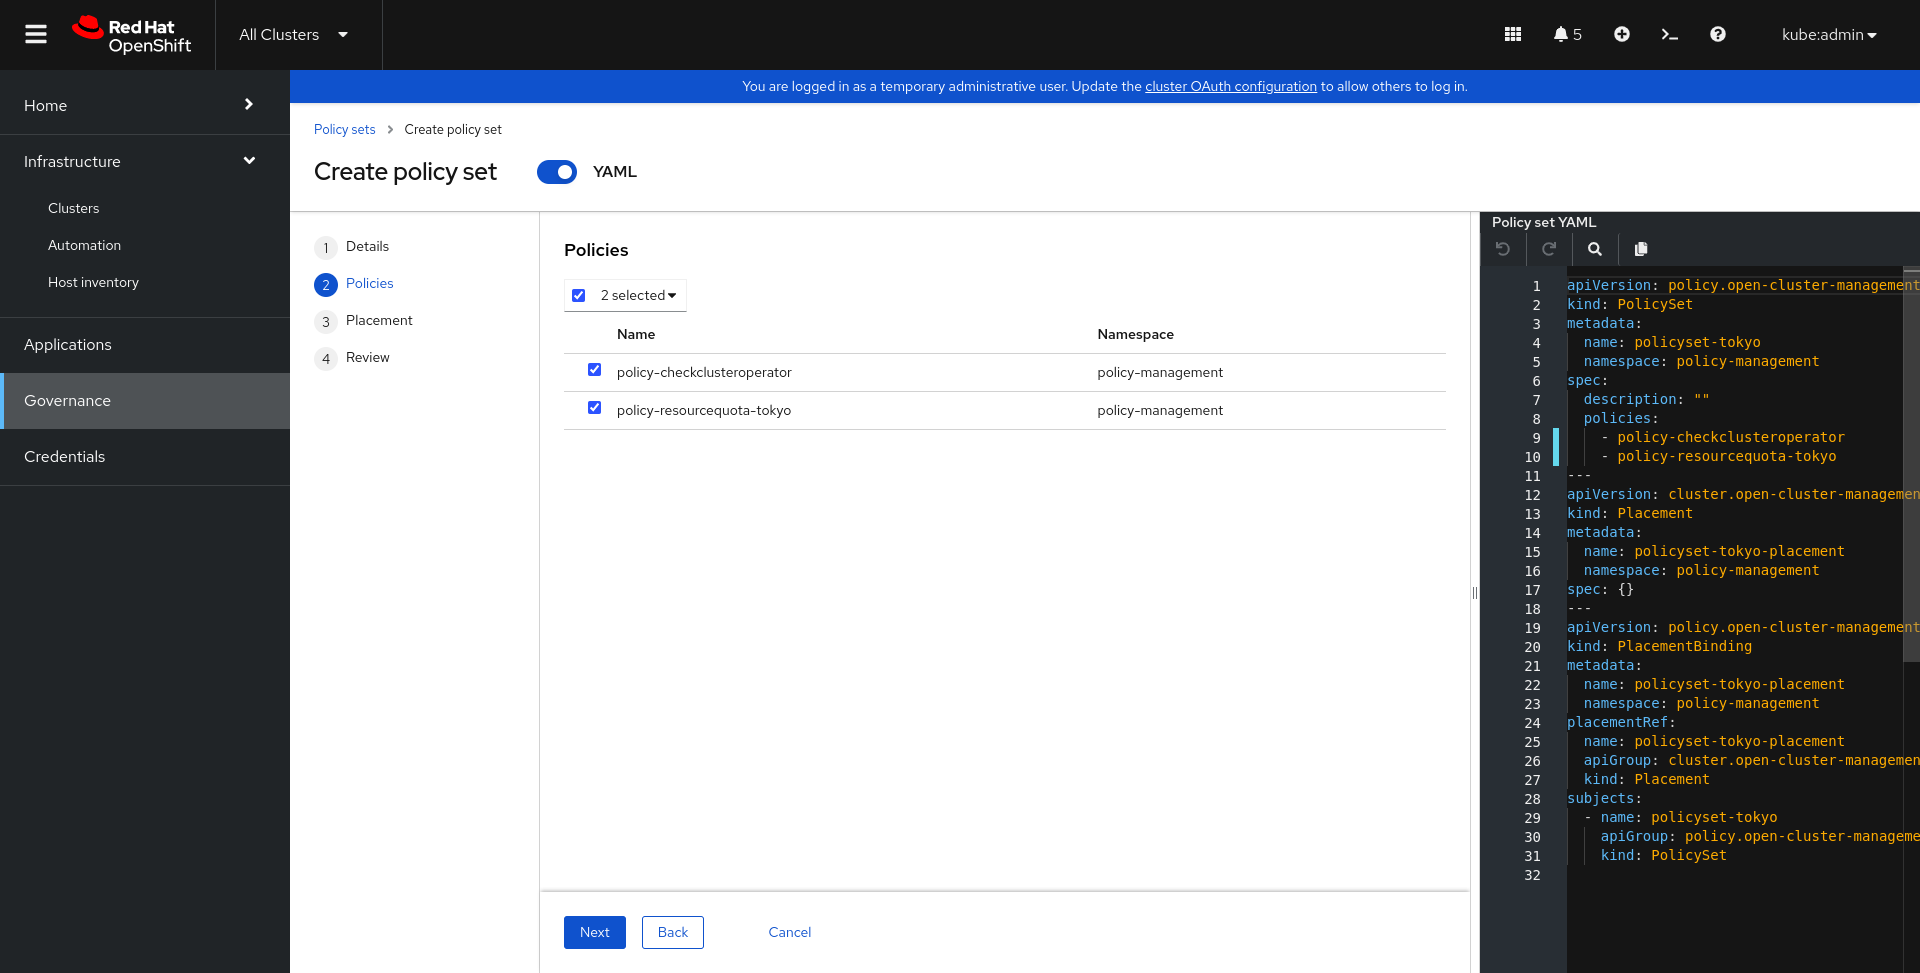 Red Hat
OpenShift
All Clusters
5
kube:admin
You are logged in as a temporary administrative user. Update the cluster OAuth configuration to allow others to log in.
Home
Infrastructure
Clusters
Automation
Host inventory
Applications
Governance
Credentials
Policy sets > Create policy set
Create policy set
YAML
1 Details
2 Policies
3 Placement
4 Review
Policies
2 selected
Name Namespace
policy-checkclusteroperator policy-management
policy-resourcequota-tokyo policy-management
Next Back Cancel
Policy set YAML
1 apiVersion: policy.open-cluster-management
2 kind: PolicySet
3 metadata:
4 name: policyset-tokyo
5 namespace: policy-management
6 spec:
7 description: ""
8 policies:
9 - policy-checkclusteroperator
10 - policy-resourcequota-tokyo
11 ---
12 apiVersion: cluster.open-cluster-managemen
13 kind: Placement
14 metadata:
15 name: policyset-tokyo-placement
16 namespace: policy-management
17 spec: {}
18 ---
19 apiVersion: policy.open-cluster-management
20 kind: PlacementBinding
21 metadata:
22 name: policyset-tokyo-placement
23 namespace: policy-management
24 placementRef:
25 name: policyset-tokyo-placement
26 apiGroup: cluster.open-cluster-managemen
27 kind: Placement
28 subjects:
29 - name: policyset-tokyo
30 apiGroup: policy.open-cluster-manageme
31 kind: PolicySet
32